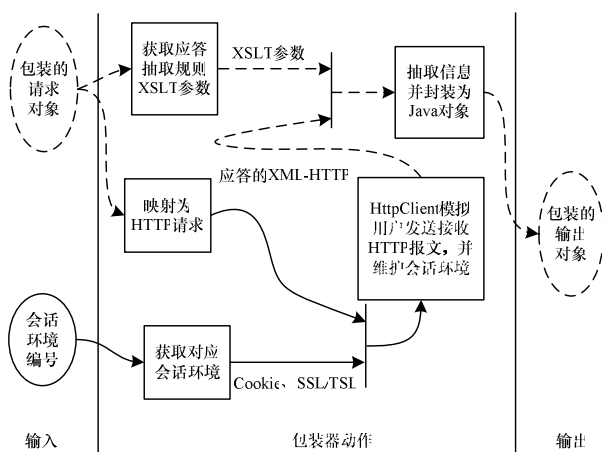 包装的
请求
对象
获取应答
抽取规则
XSLT参数
XSLT参数
抽取信息
并封装为
Java对象
应答的XML-HTTP
映射为
HTTP请求
HttpClient模拟
用户发送接收
HTTP报文，并
维护会话环境
包装的
输出
对象
会话
环境
编号
获取对应
会话环境
Cookie、SSL/TSL
输入
包装器动作
输出